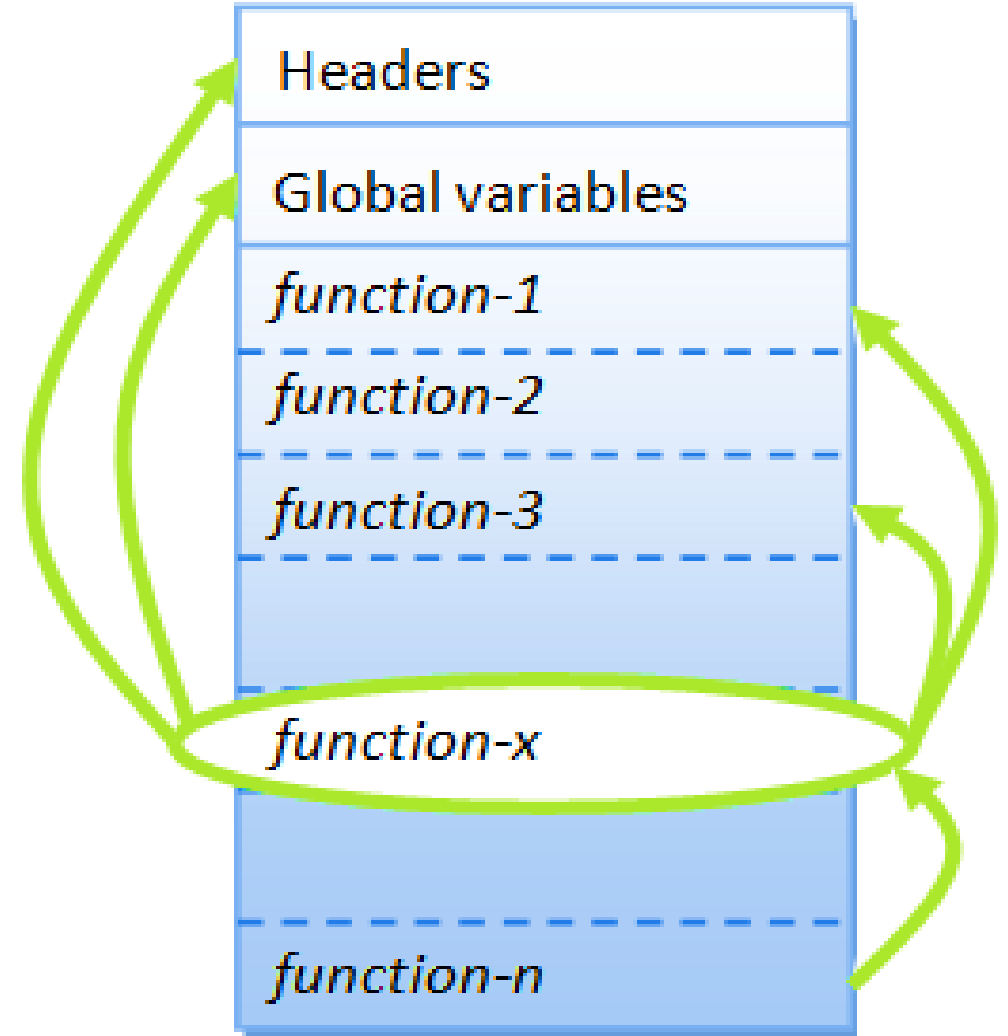 Headers
Global variables
function-1
function-2
function-3
function-x
function-n